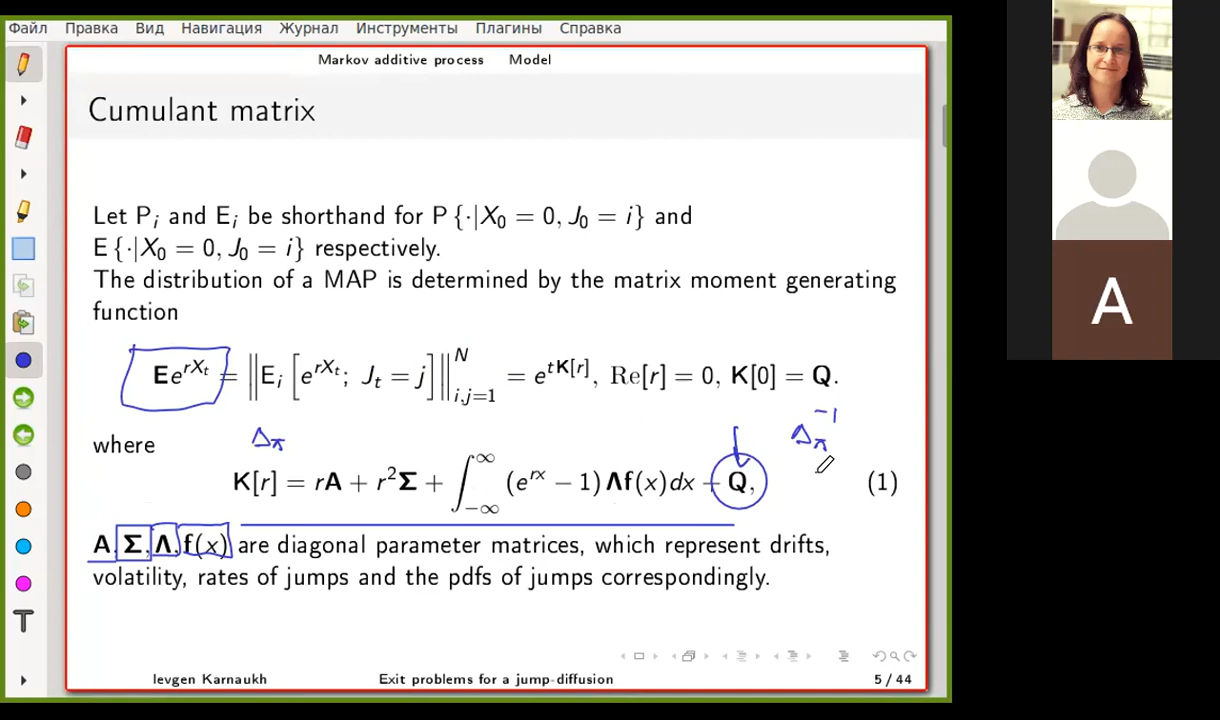 Файл Правка Вид Навигация Журнал Инструменты Плагины Справка
Markov additive process Model
Cumulant matrix
Let P_i and E_i be shorthand for P {·|X_0 = 0, J_0 = i} and
E {·|X_0 = 0, J_0 = i} respectively.
The distribution of a MAP is determined by the matrix moment generating
function
Ee^{rX_t} = ‖E_i [e^{rX_t}; J_t = j]‖^N_{i,j=1} = e^{tK[r]}, Re[r] = 0, K[0] = Q.
where Δ_π Δ_π^{-1}
K[r] = rA + r^2Σ + ∫_{-∞}^{∞} (e^{rx} − 1) Λf(x)dx + Q, (1)
A, Σ, Λ, f(x) are diagonal parameter matrices, which represent drifts,
volatility, rates of jumps and the pdfs of jumps correspondingly.
Ievgen Karnaukh Exit problems for a jump-diffusion 5 / 44
T
A